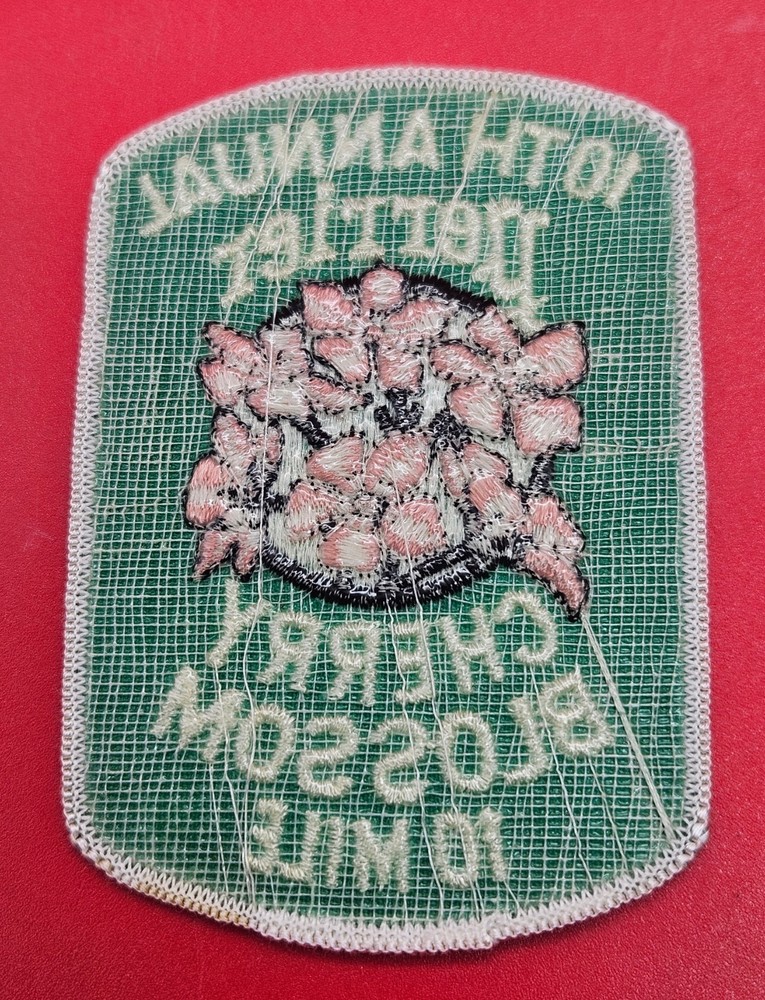 10TH ANNUAL
Perrier
CHERRY
BLOSSOM
10 MILE